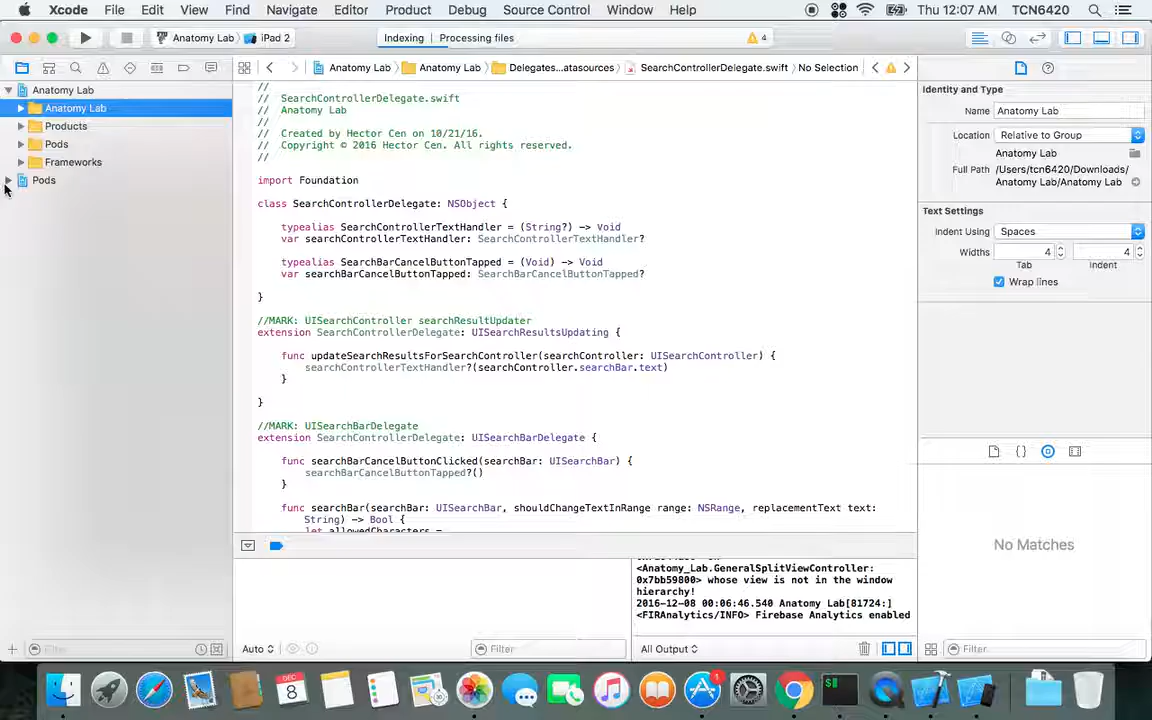 Xcode File Edit View Find Navigate Editor Product Debug Source Control Window Help Thu 12:07 AM TCN6420
Anatomy Lab iPad 2 Indexing Processing files 4
Anatomy Lab Anatomy Lab Delegates...atasources SearchControllerDelegate.swift No Selection
Anatomy Lab
Anatomy Lab
Products
Pods
Frameworks
Pods
//
// SearchControllerDelegate.swift
// Anatomy Lab
//
// Created by Hector Cen on 10/21/16.
// Copyright © 2016 Hector Cen. All rights reserved.
//
import Foundation
class SearchControllerDelegate: NSObject {
typealias SearchControllerTextHandler = (String?) -> Void
var searchControllerTextHandler: SearchControllerTextHandler?
typealias SearchBarCancelButtonTapped = (Void) -> Void
var searchBarCancelButtonTapped: SearchBarCancelButtonTapped?
}
//MARK: UISearchController searchResultUpdater
extension SearchControllerDelegate: UISearchResultsUpdating {
func updateSearchResultsForSearchController(searchController: UISearchController) {
searchControllerTextHandler?(searchController.searchBar.text)
}
}
//MARK: UISearchBarDelegate
extension SearchControllerDelegate: UISearchBarDelegate {
func searchBarCancelButtonClicked(searchBar: UISearchBar) {
searchBarCancelButtonTapped?()
}
func searchBar(searchBar: UISearchBar, shouldChangeTextInRange range: NSRange, replacementText text:
String) -> Bool {
let allowedCharacters =
Identity and Type
Name Anatomy Lab
Location Relative to Group
Anatomy Lab
Full Path /Users/tcn6420/Downloads/
Anatomy Lab/Anatomy Lab
Text Settings
Indent Using Spaces
Widths 4 4
Tab Indent
Wrap lines
No Matches
<Anatomy_Lab.GeneralSplitViewController:
0x7bb59800> whose view is not in the window
hierarchy!
2016-12-08 00:06:46.540 Anatomy Lab[81724:]
<FIRAnalytics/INFO> Firebase Analytics enabled
Filter Auto Filter All Output Filter
DEC
8
1
$